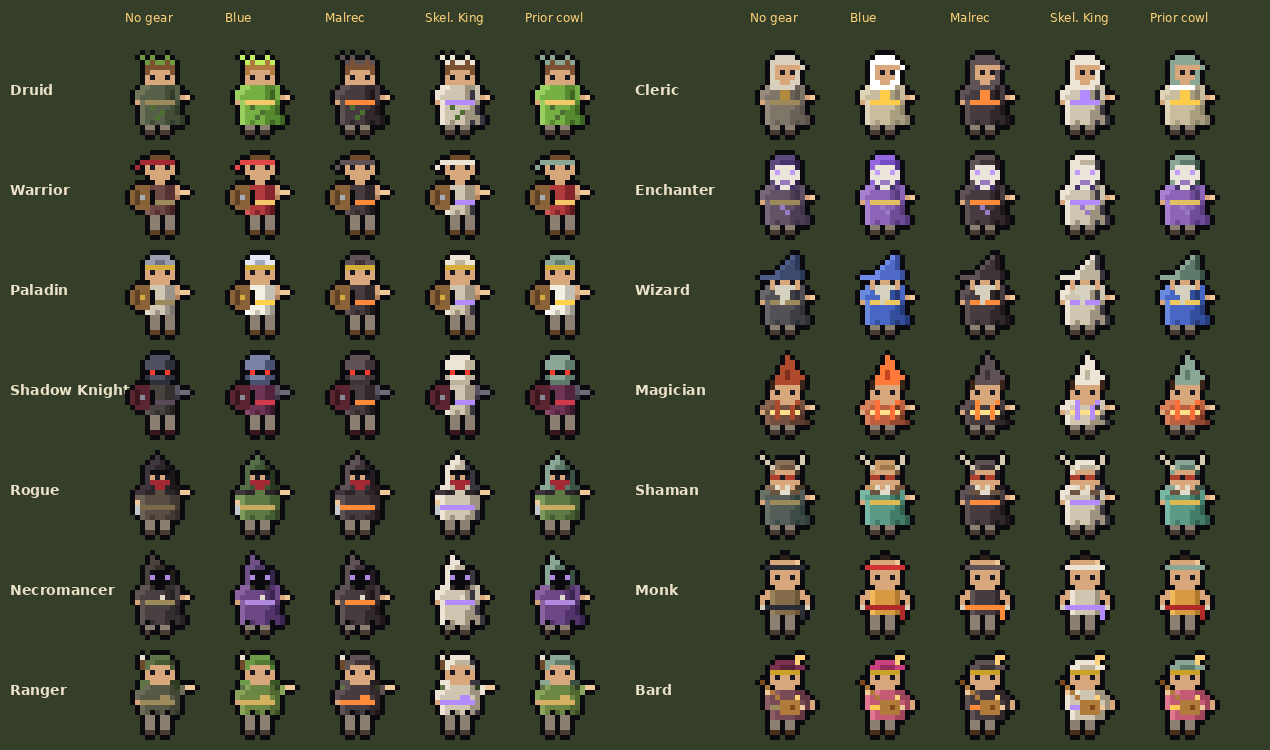 No gear Blue Malrec Skel. King Prior cowl No gear Blue Malrec Skel. King Prior cowl
Druid Cleric
Warrior Enchanter
Paladin Wizard
Shadow Knight Magician
Rogue Shaman
Necromancer Monk
Ranger Bard